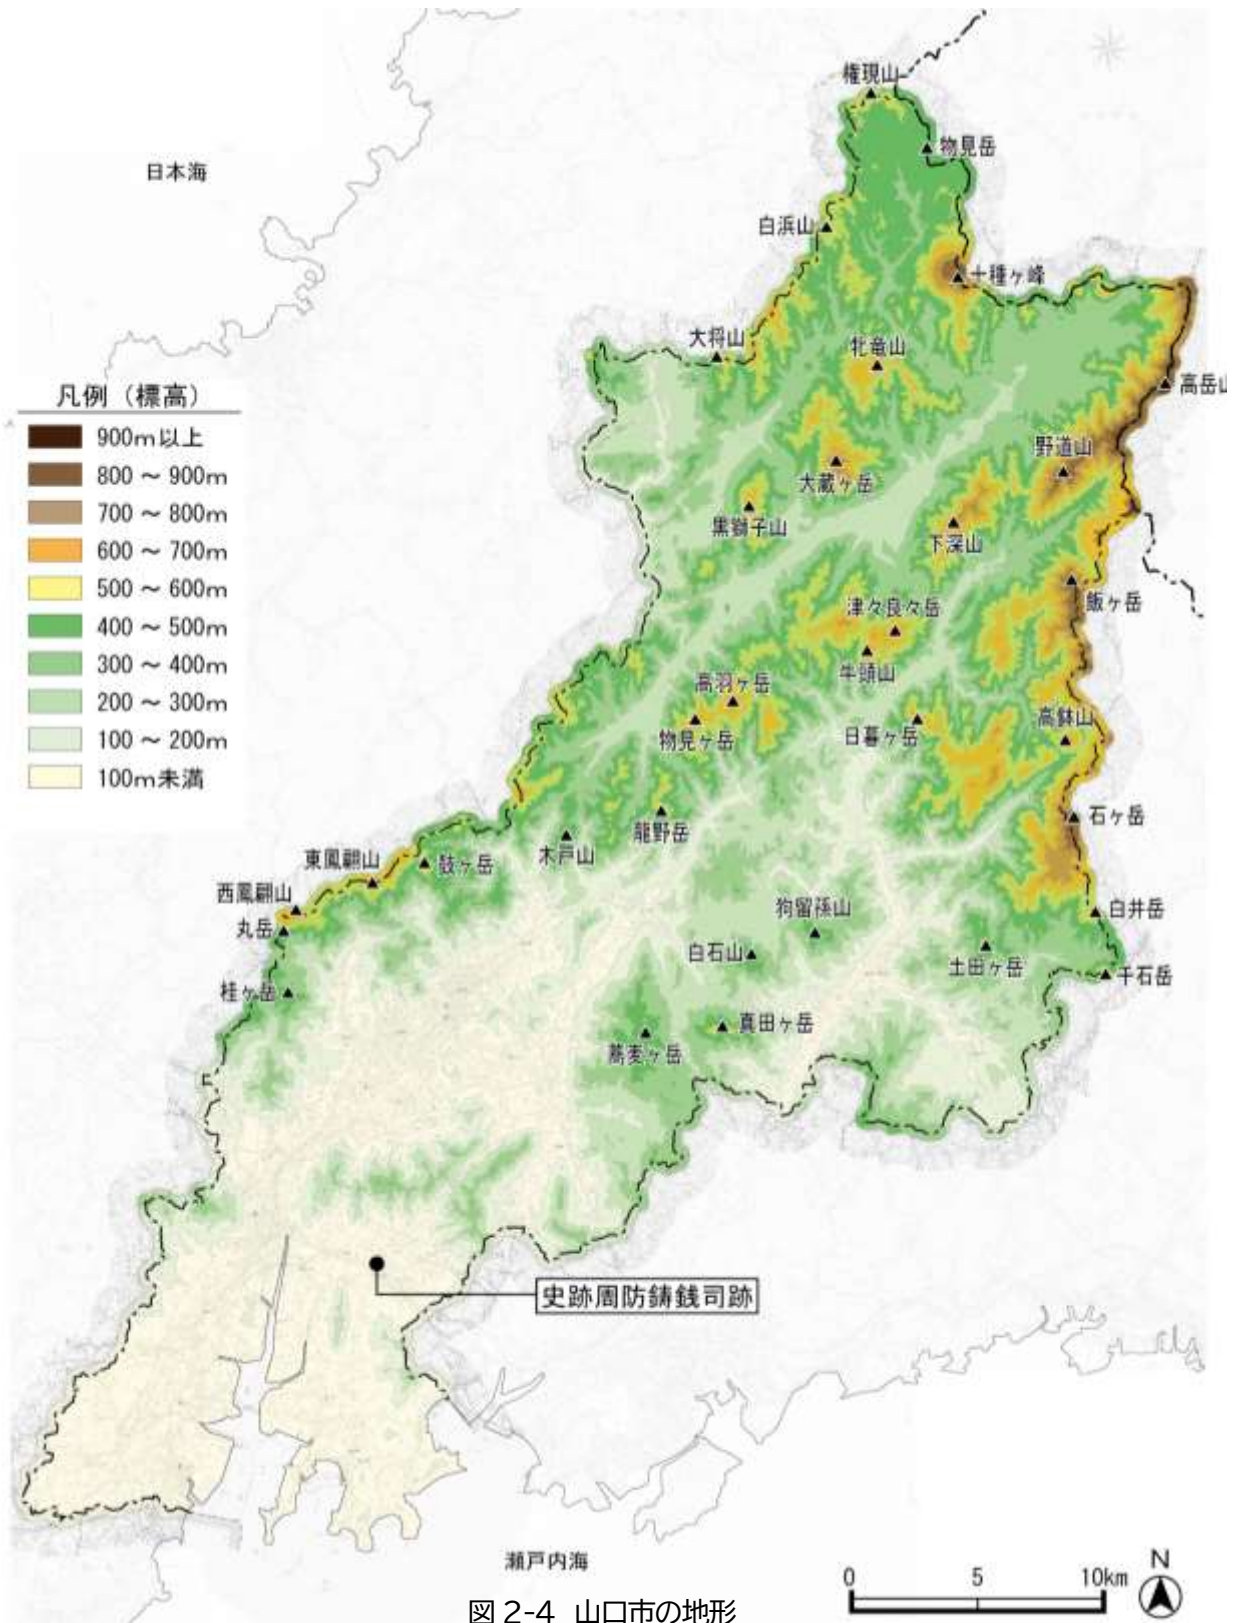 権現山
物見岳
日本海
白浜山
十種ヶ峰
大将山
牝竜山
高岳山
凡例（標高）
900m以上
800～900m
700～800m
600～700m
500～600m
400～500m
300～400m
200～300m
100～200m
100m未満
野道山
大蔵ヶ岳
黒獅子山
下深山
飯ヶ岳
津々良々岳
牛頭山
高羽ヶ岳
物見ヶ岳
日暮ヶ岳
高鉢山
石ヶ岳
龍野岳
木戸山
東鳳翩山
鼓ヶ岳
西鳳翩山
丸岳
狗留孫山
白井岳
白石山
土田ヶ岳
千石岳
桂ヶ岳
真田ヶ岳
蕎麦ヶ岳
史跡周防鋳銭司跡
瀬戸内海
0 5 10km
N
図 2-4 山口市の地形